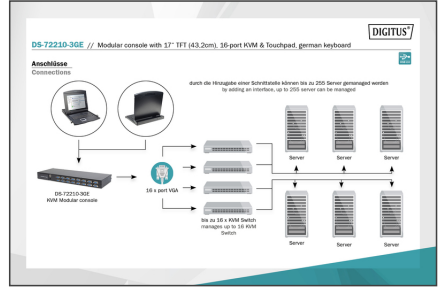 DIGITUS®
DS-72210-3GE // Modular console with 17" TFT (43,2cm), 16-port KVM & Touchpad, german keyboard
Anschlüsse
Connections
durch die Hinzugabe einer Schnittstelle können bis zu 255 Server gemanaged werden
by adding an interface, up to 255 server can be managed
Server
Server
Server
DS-72210-3GE
KVM Modular console
16 x port VGA
bis zu 16 x KVM Switch
manages up to 16 KVM
Switch
Server
Server
Server